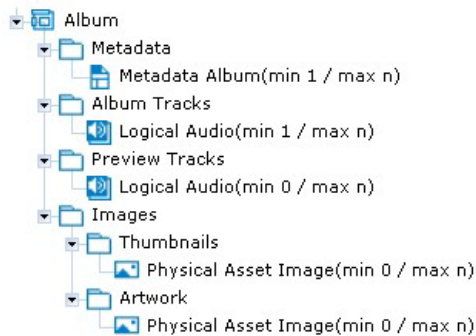 Album
Metadata
Metadata Album(min 1 / max n)
Album Tracks
Logical Audio(min 1 / max n)
Preview Tracks
Logical Audio(min 0 / max n)
Images
Thumbnails
Physical Asset Image(min 0 / max n)
Artwork
Physical Asset Image(min 0 / max n)